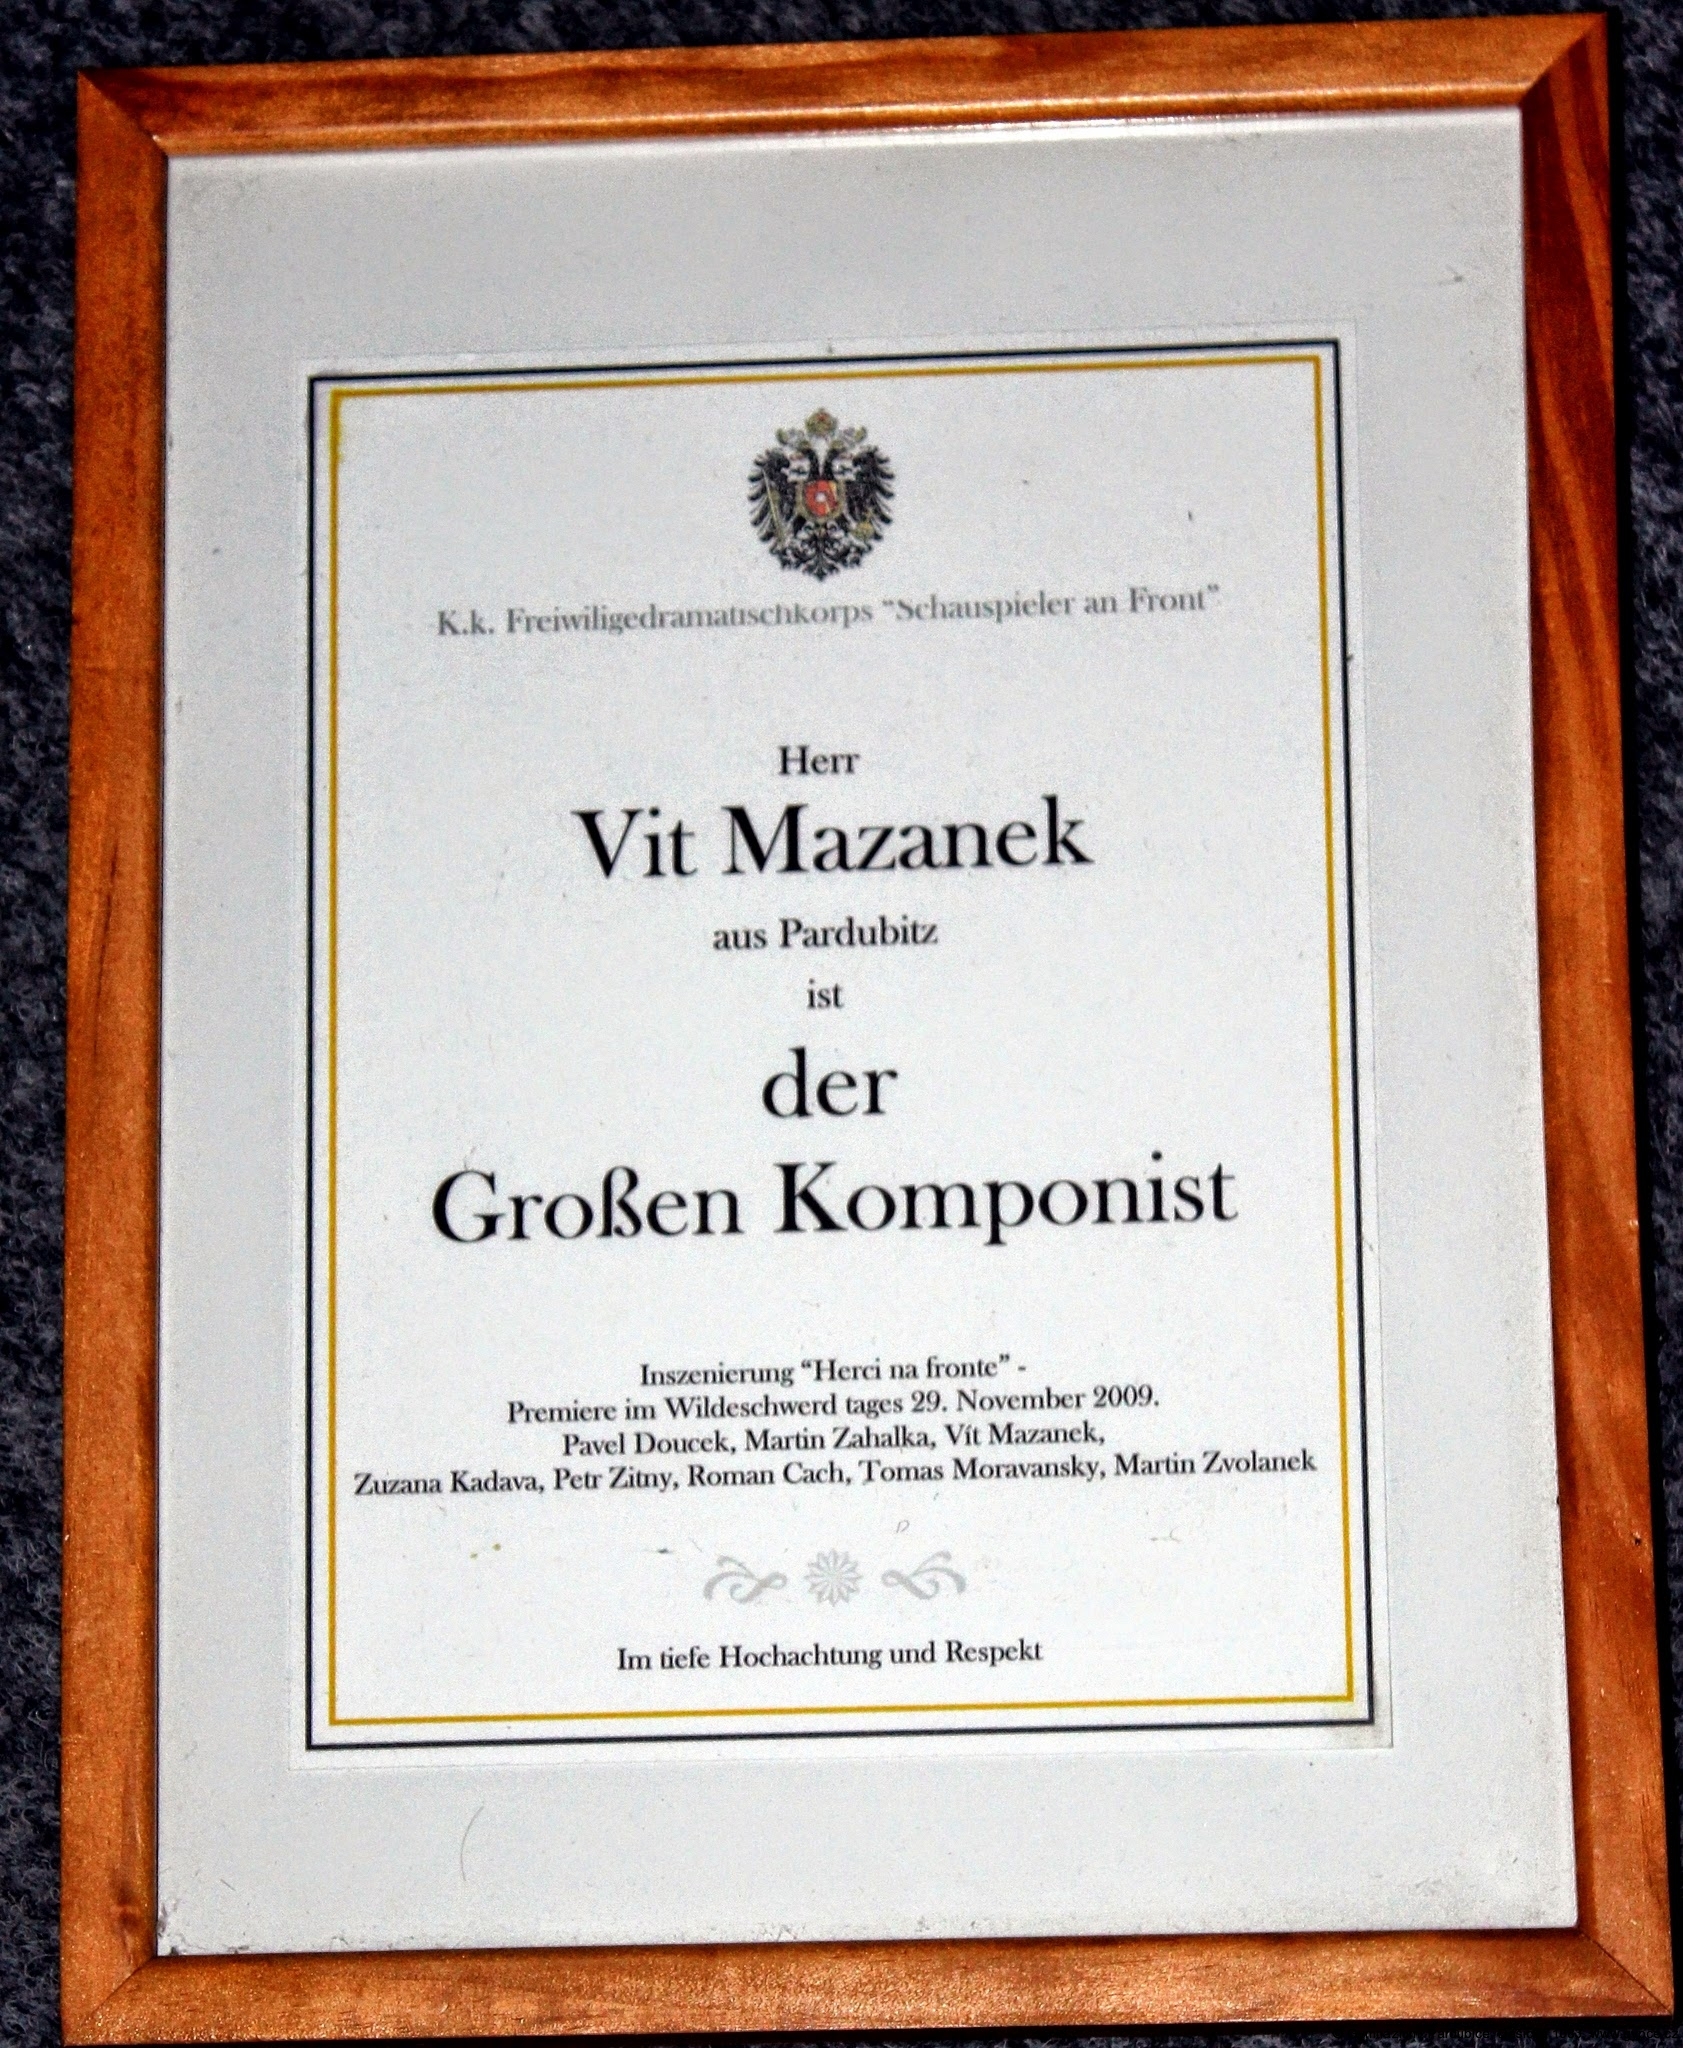 K.k. Freiwiligedramatischkorps "Schauspieler an Front"
Herr
Vit Mazanek
aus Pardubitz
ist
der
Großen Komponist
Inszenierung “Herci na fronte” -
Premiere im Wildeschwerd tages 29. November 2009.
Pavel Doucek, Martin Zahalka, Vít Mazanek,
Zuzana Kadava, Petr Zitny, Roman Cach, Tomas Moravansky, Martin Zvolanek
Im tiefe Hochachtung und Respekt